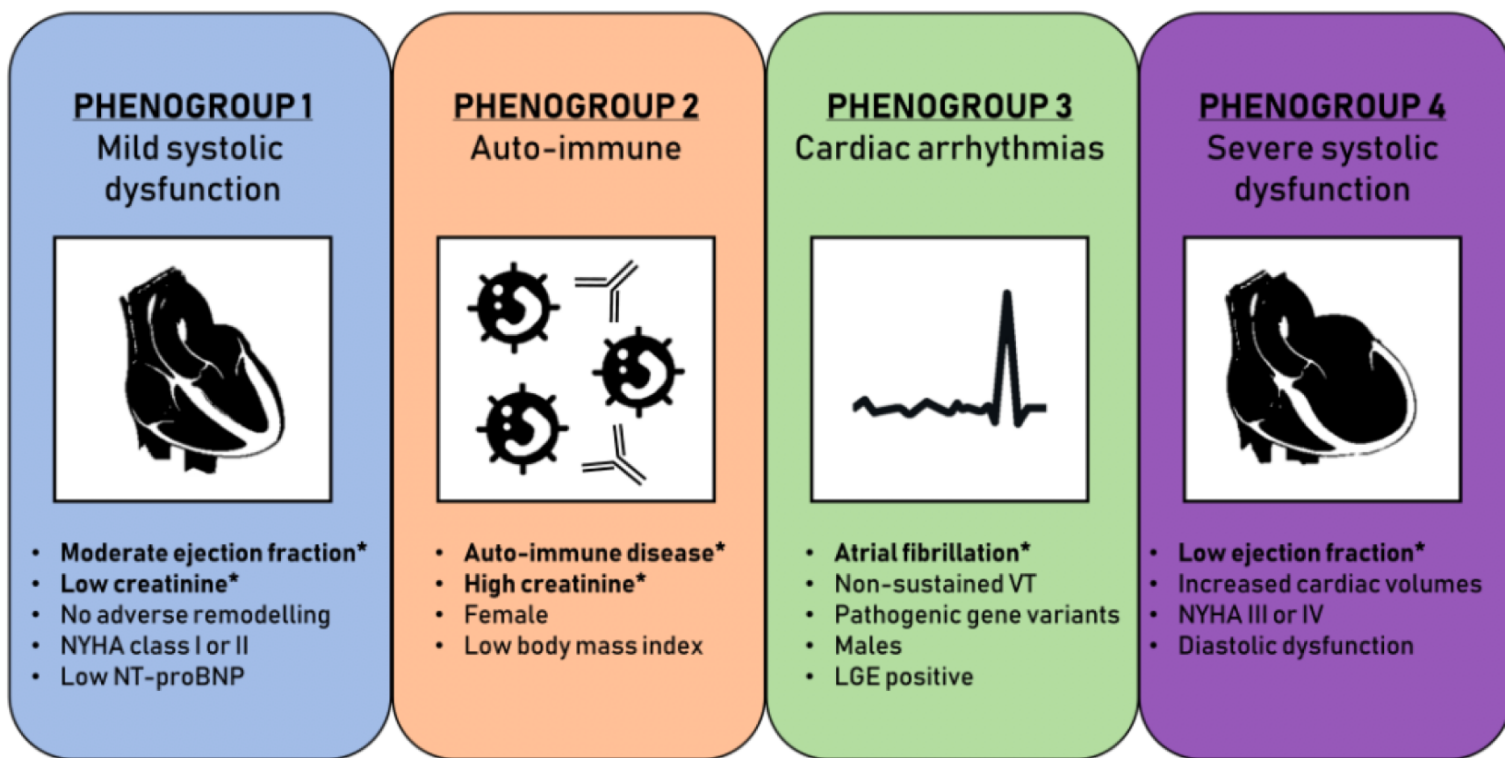 PHENOGROUP 1
Mild systolic
dysfunction
• Moderate ejection fraction*
• Low creatinine*
• No adverse remodelling
• NYHA class I or II
• Low NT-proBNP
PHENOGROUP 2
Auto-immune
• Auto-immune disease*
• High creatinine*
• Female
• Low body mass index
PHENOGROUP 3
Cardiac arrhythmias
• Atrial fibrillation*
• Non-sustained VT
• Pathogenic gene variants
• Males
• LGE positive
PHENOGROUP 4
Severe systolic
dysfunction
• Low ejection fraction*
• Increased cardiac volumes
• NYHA III or IV
• Diastolic dysfunction